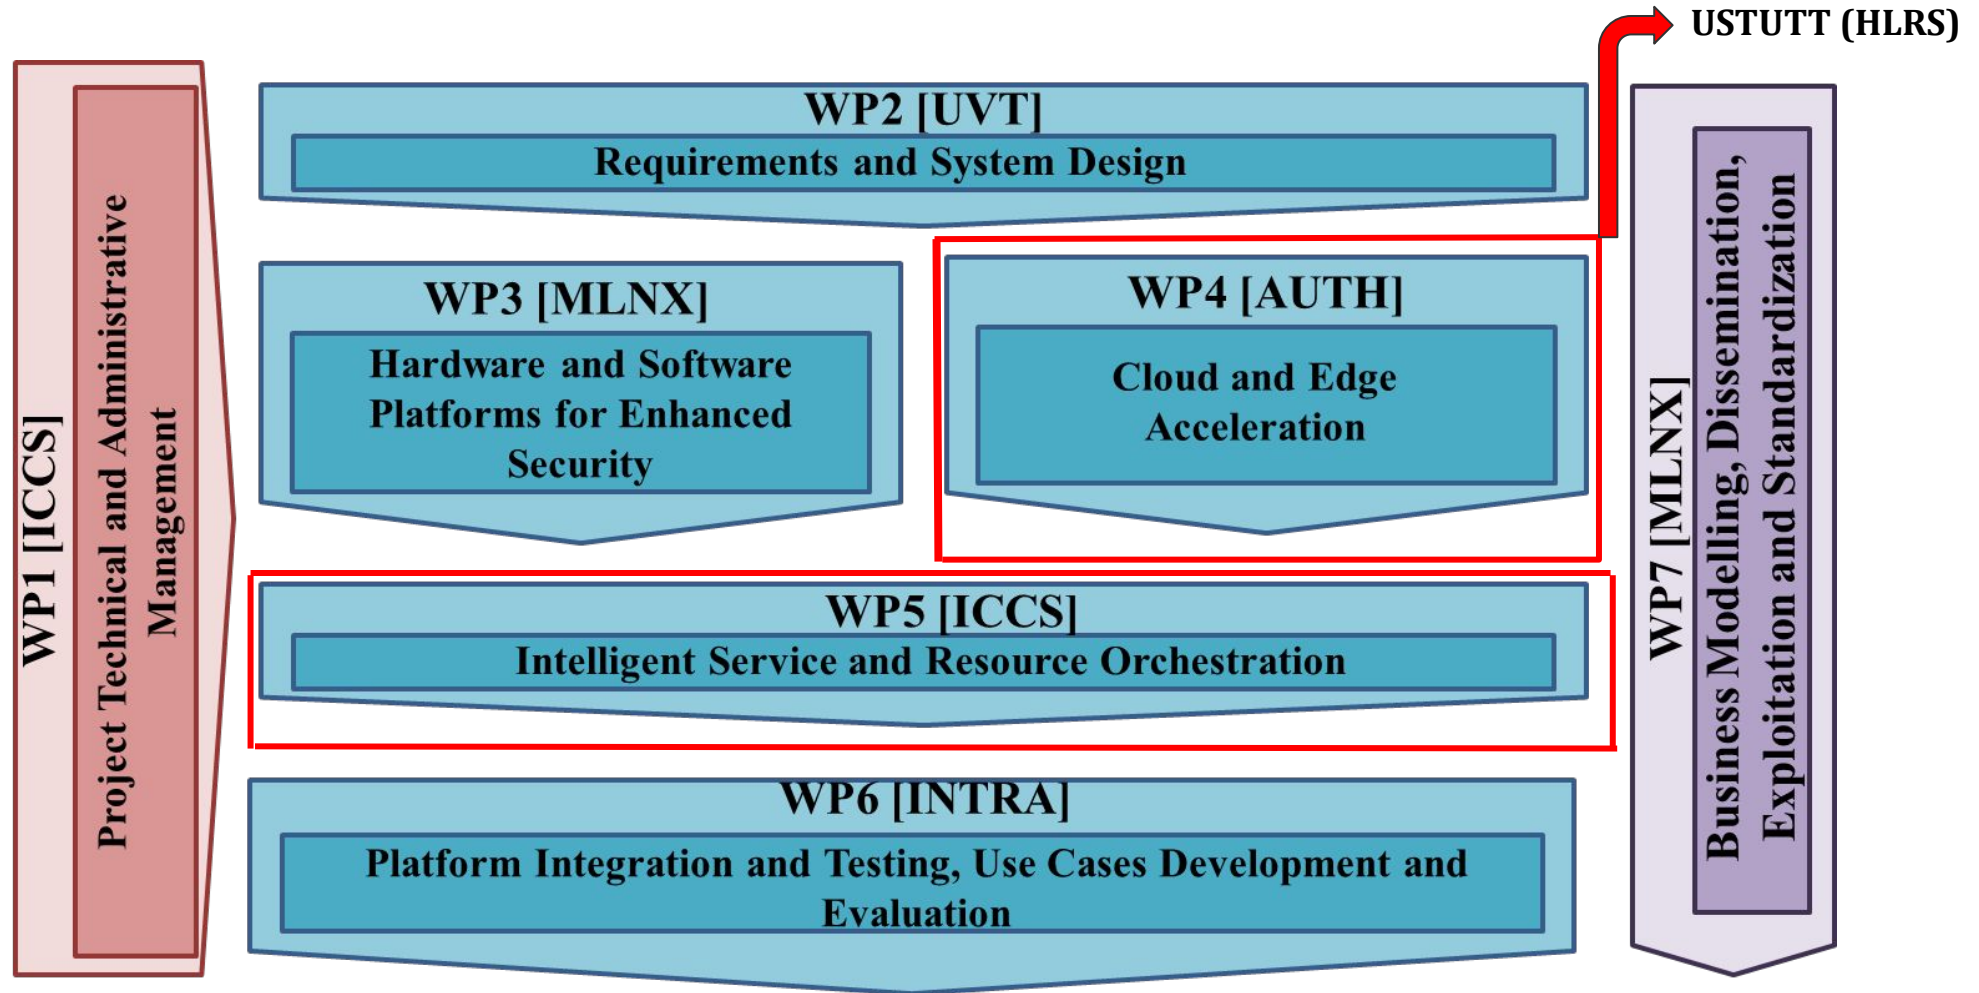 USTUTT (HLRS)
WP1 [ICCS]
Project Technical and Administrative
Management
WP2 [UVT]
Requirements and System Design
WP3 [MLNX]
Hardware and Software
Platforms for Enhanced
Security
WP4 [AUTH]
Cloud and Edge
Acceleration
WP5 [ICCS]
Intelligent Service and Resource Orchestration
WP6 [INTRA]
Platform Integration and Testing, Use Cases Development and
Evaluation
WP7 [MLNX]
Business Modelling, Dissemination,
Exploitation and Standardization